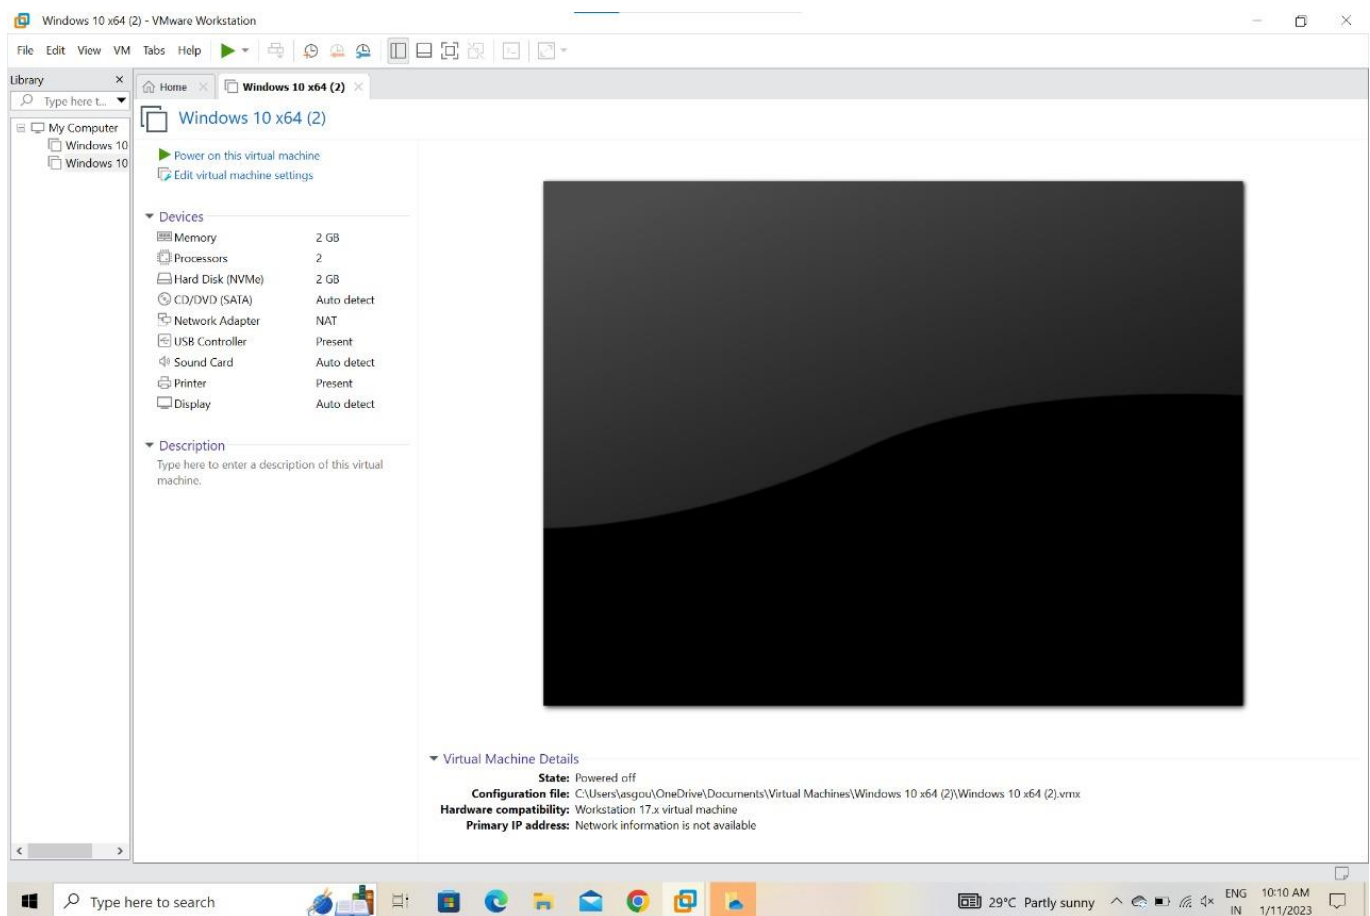 Windows 10 x64 (2) - VMware Workstation
File Edit View VM Tabs Help
Library
Type here t...
My Computer
Windows 10
Windows 10
Home
Windows 10 x64 (2)
Windows 10 x64 (2)
Power on this virtual machine
Edit virtual machine settings
Devices
Memory 2 GB
Processors 2
Hard Disk (NVMe) 2 GB
CD/DVD (SATA) Auto detect
Network Adapter NAT
USB Controller Present
Sound Card Auto detect
Printer Present
Display Auto detect
Description
Type here to enter a description of this virtual
machine.
Virtual Machine Details
State: Powered off
Configuration file: C:\Users\asgou\OneDrive\Documents\Virtual Machines\Windows 10 x64 (2)\Windows 10 x64 (2).vmx
Hardware compatibility: Workstation 17.x virtual machine
Primary IP address: Network information is not available
Type here to search
29°C Partly sunny
ENG
IN
10:10 AM
1/11/2023